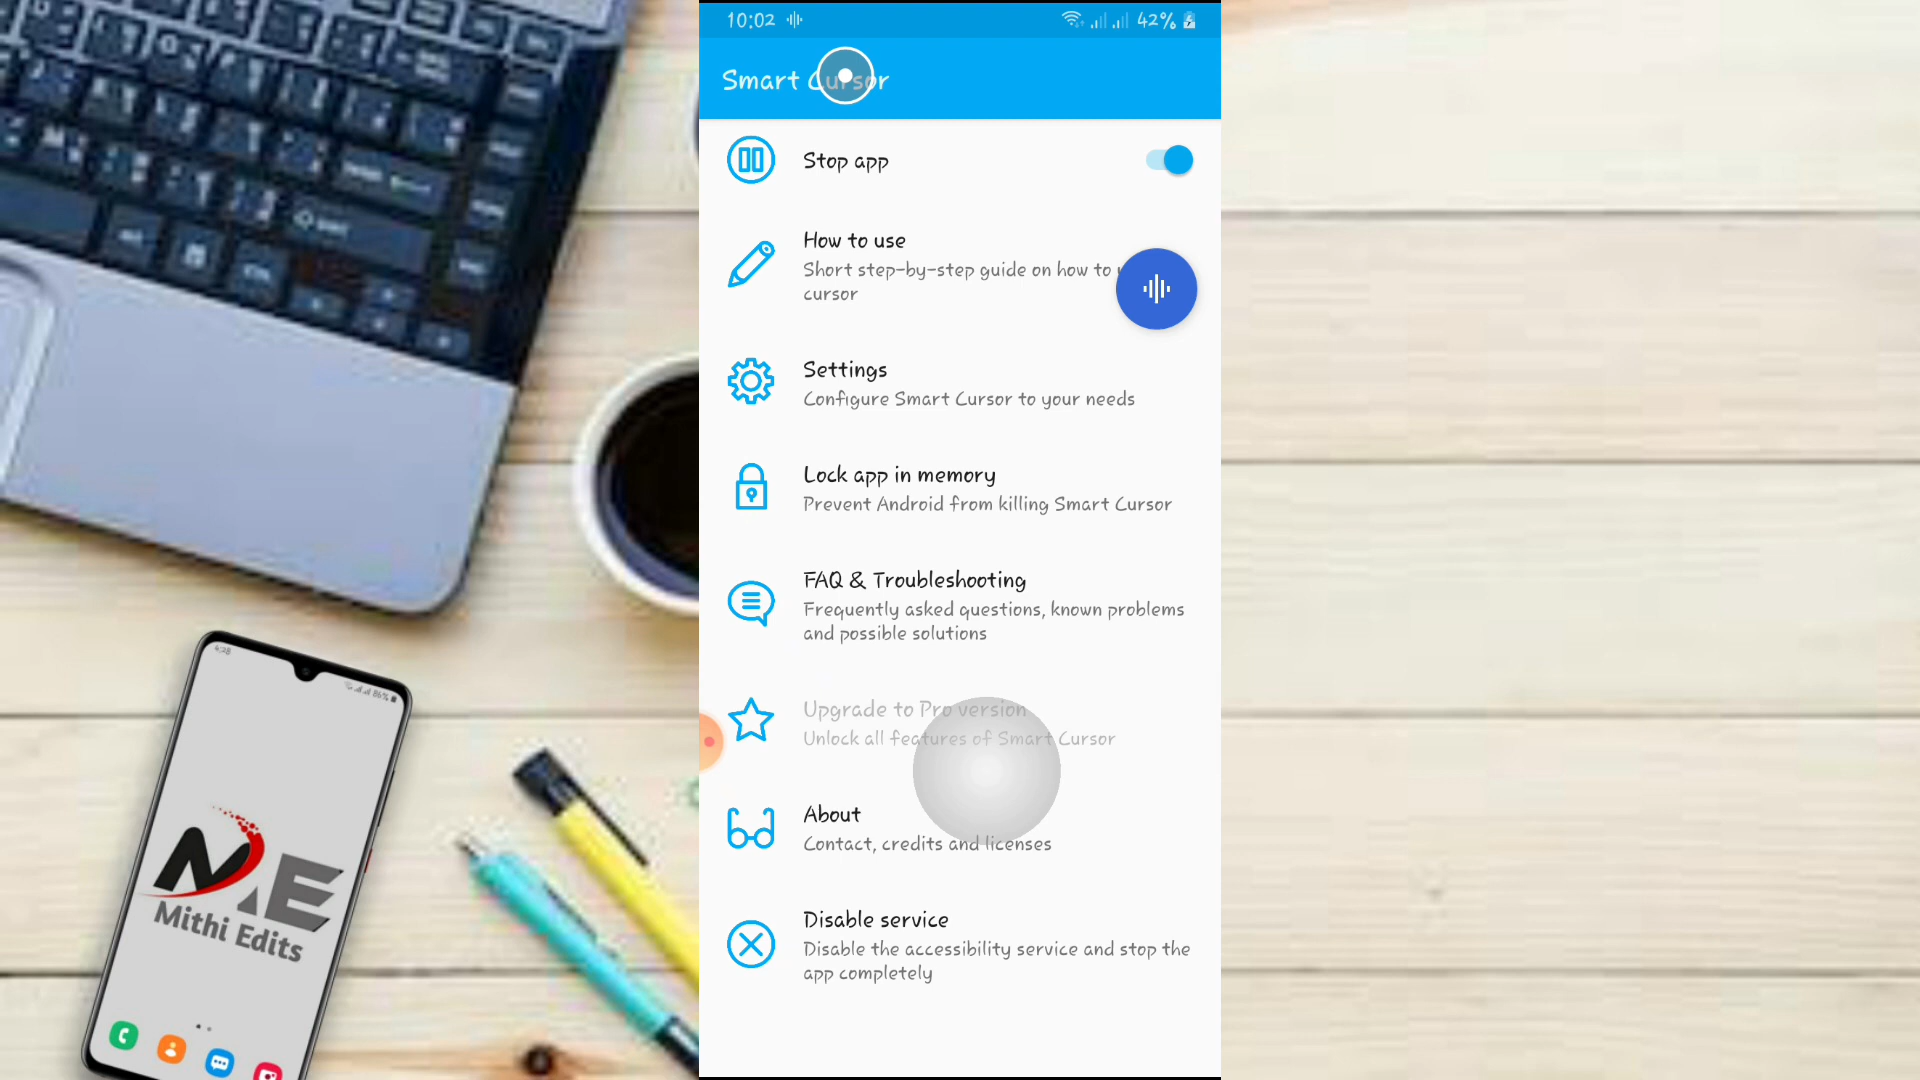 10:02
42%
Smart Cursor
Stop app
How to use
Short step-by-step guide on how to
cursor
Settings
Configure Smart Cursor to your needs
Lock app in memory
Prevent Android from killing Smart Cursor
FAQ & Troubleshooting
Frequently asked questions, known problems
and possible solutions
Upgrade to Pro version
Unlock all features of Smart Cursor
About
Contact, credits and licenses
Disable service
Disable the accessibility service and stop the
app completely
4:28
86%
Mithi Edits